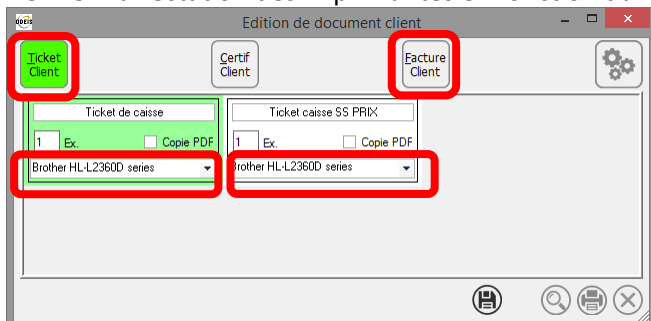 QDEIS
Edition de document client
Ticket
Client
Certif
Client
Facture
Client
Ticket de caisse
1 Ex. Copie PDF
Brother HL-L2360D series
Ticket caisse SS PRIX
1 Ex. Copie PDF
Brother HL-L2360D series